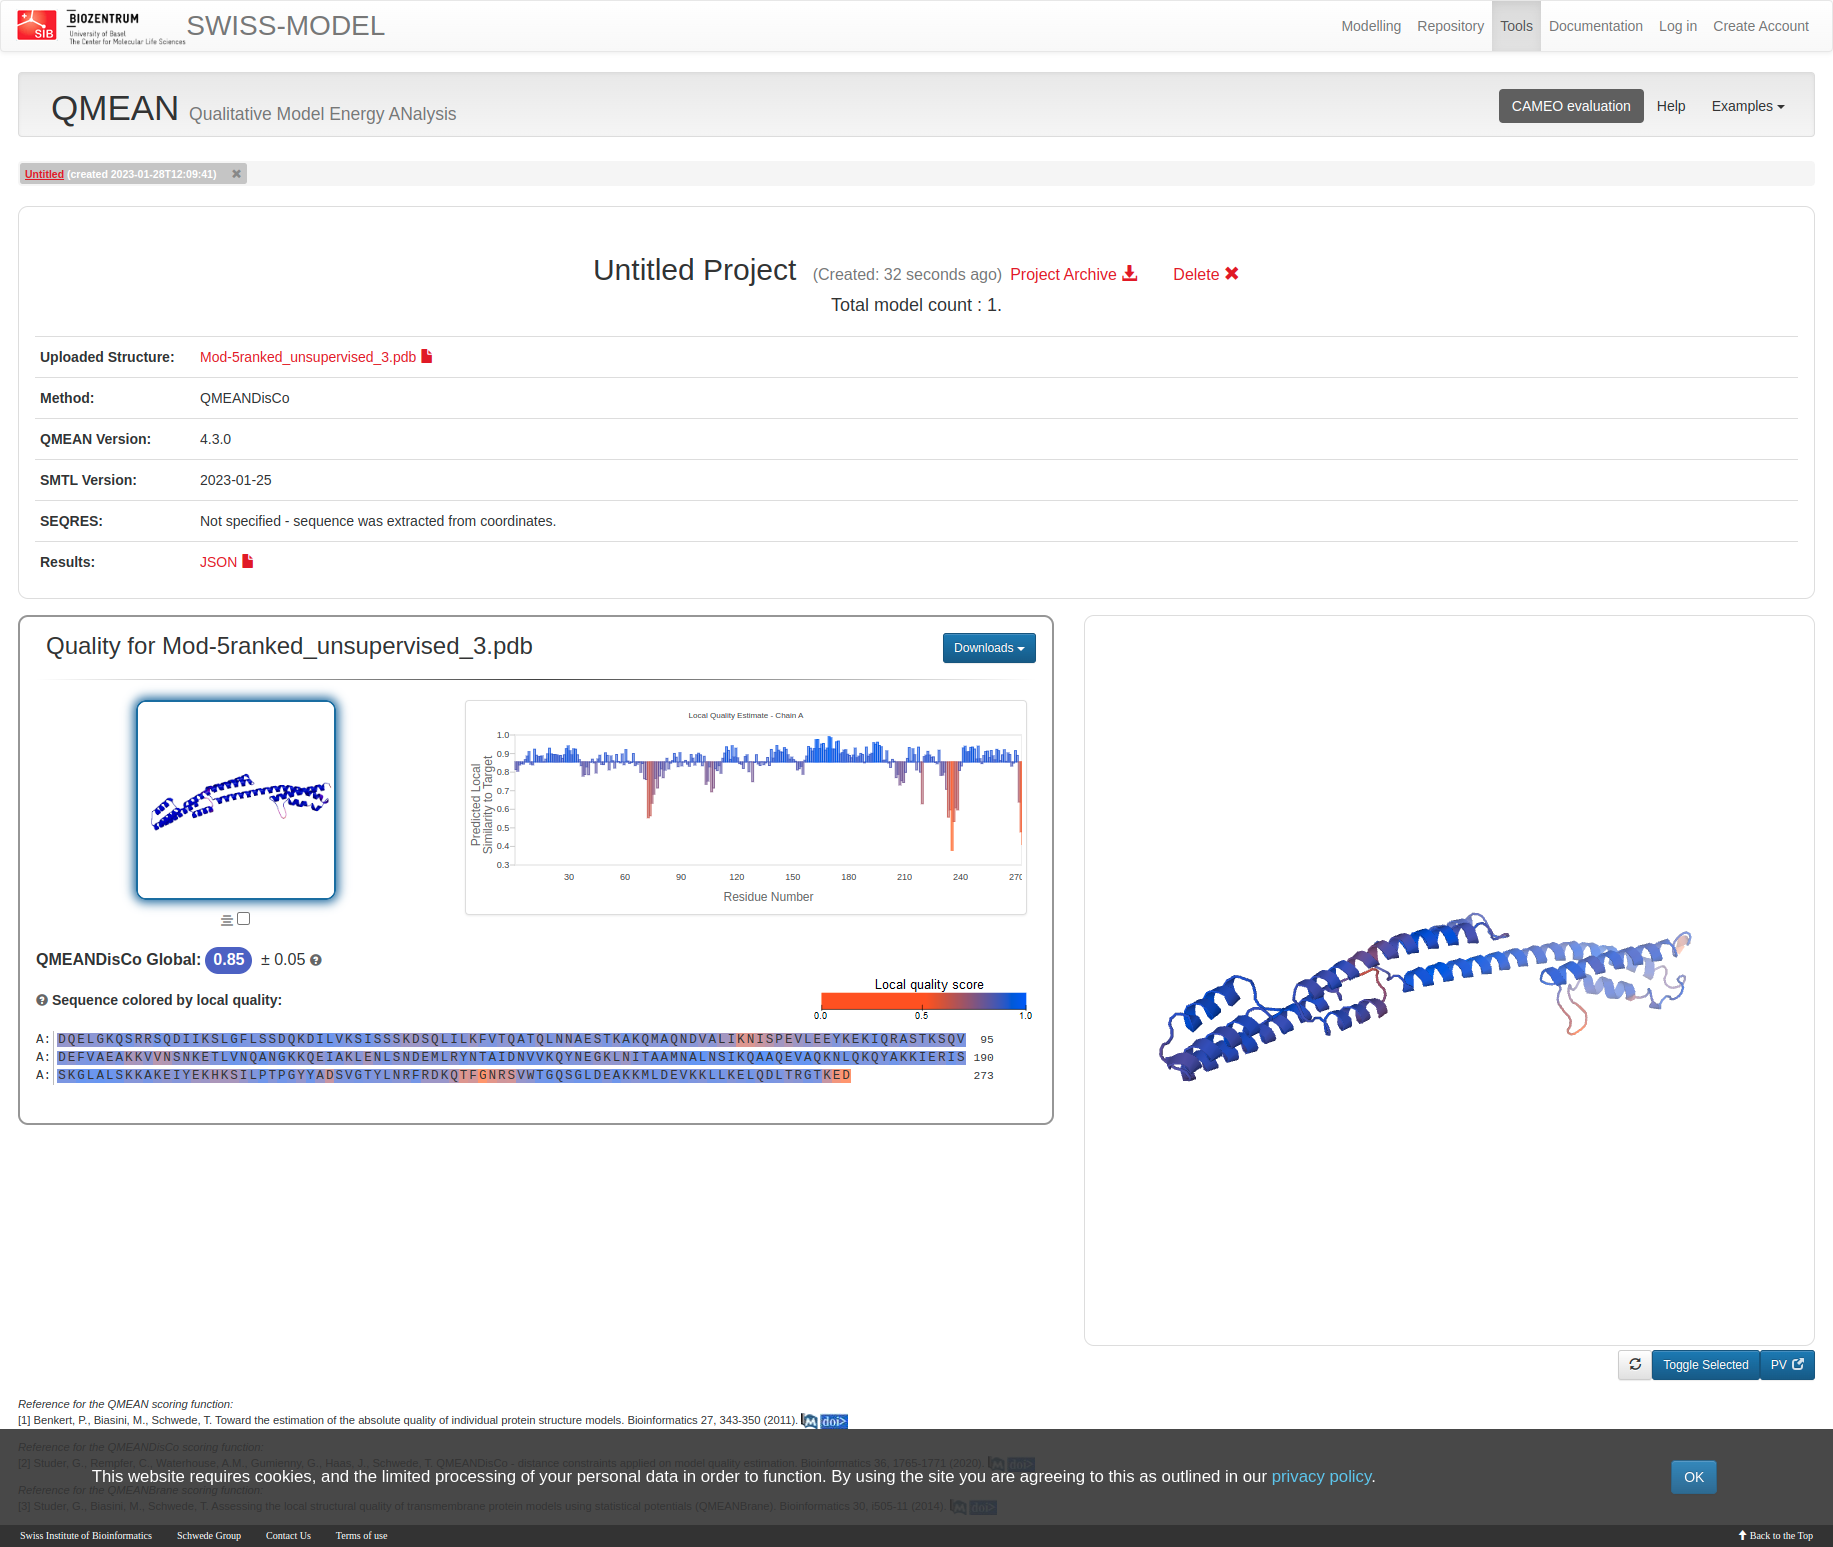 SIB
BIOZENTRUM
University of Basel
The Center for Molecular Life Sciences
SWISS-MODEL
Modelling Repository Tools Documentation Log in Create Account
QMEAN Qualitative Model Energy ANalysis
CAMEO evaluation Help Examples
Untitled (created 2023-01-28T12:09:41)
Untitled Project (Created: 32 seconds ago) Project Archive Delete
Total model count : 1.
Uploaded Structure: Mod-5ranked_unsupervised_3.pdb
Method: QMEANDisCo
QMEAN Version: 4.3.0
SMTL Version: 2023-01-25
SEQRES: Not specified - sequence was extracted from coordinates.
Results: JSON
Quality for Mod-5ranked_unsupervised_3.pdb
Downloads
Local Quality Estimate - Chain A
Predicted Local
Similarity to Target
1.0
0.9
0.8
0.7
0.6
0.5
0.4
0.3
30 60 90 120 150 180 210 240 270
Residue Number
QMEANDisCo Global: 0.85 ± 0.05
Sequence colored by local quality:
Local quality score
0.0 0.5 1.0
A: DQELGKQSRRSQDIIKSLGFLSSDQKDILVKSISSSKDSQLILKFVTQATQLNNAESTKAKQMAQNDVALIKNISPEVLEEYKEKIQRASTKSQV 95
A: DEFVAEAKKVVNSNKETLVNQANGKKQEIAKLENLSNDEMLRYNTAIDNVVKQYNEGKLNITAAMNALNSIKQAAQEVAQKNLQKQYAKKIERIS 190
A: SKGLALSKKAKEIYEKHKSILPTPGYYADSVGTYLNRFRDKQTFGNRSVWTGQSGLDEAKKMLDEVKKLLKELQDLTRGTKED 273
Toggle Selected PV
Reference for the QMEAN scoring function:
[1] Benkert, P., Biasini, M., Schwede, T. Toward the estimation of the absolute quality of individual protein structure models. Bioinformatics 27, 343-350 (2011). M doi>
Reference for the QMEANDisCo scoring function:
[2] Studer, G., Rempfer, C., Waterhouse, A.M., Gumienny, G., Haas, J., Schwede, T. QMEANDisCo - distance constraints applied on model quality estimation. Bioinformatics 36, 1765-1771 (2020). M doi>
This website requires cookies, and the limited processing of your personal data in order to function. By using the site you are agreeing to this as outlined in our privacy policy.
OK
Reference for the QMEANBrane scoring function:
[3] Studer, G., Biasini, M., Schwede, T. Assessing the local structural quality of transmembrane protein models using statistical potentials (QMEANBrane). Bioinformatics 30, i505-11 (2014). M doi>
Swiss Institute of Bioinformatics Schwede Group Contact Us Terms of use Back to the Top